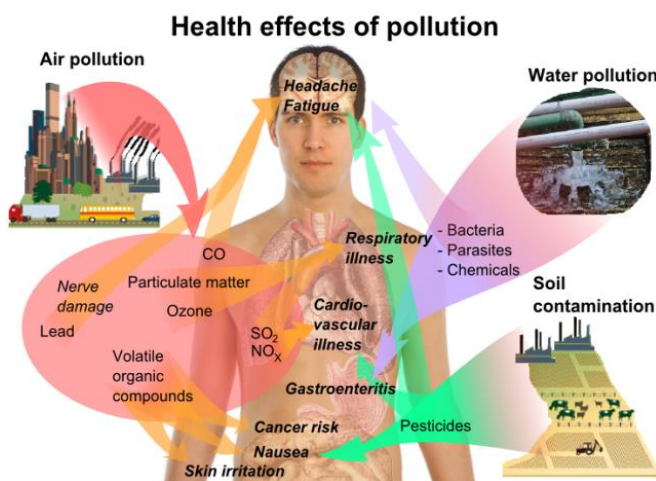 Health effects of pollution
Air pollution
Water pollution
Soil
contamination
Headache
Fatigue
CO
Particulate matter
Ozone
Nerve
damage
Lead
SO₂
NOₓ
Volatile
organic
compounds
Respiratory
illness
Cardio-
vascular
illness
Gastroenteritis
Cancer risk
Nausea
Skin irritation
- Bacteria
- Parasites
- Chemicals
Pesticides